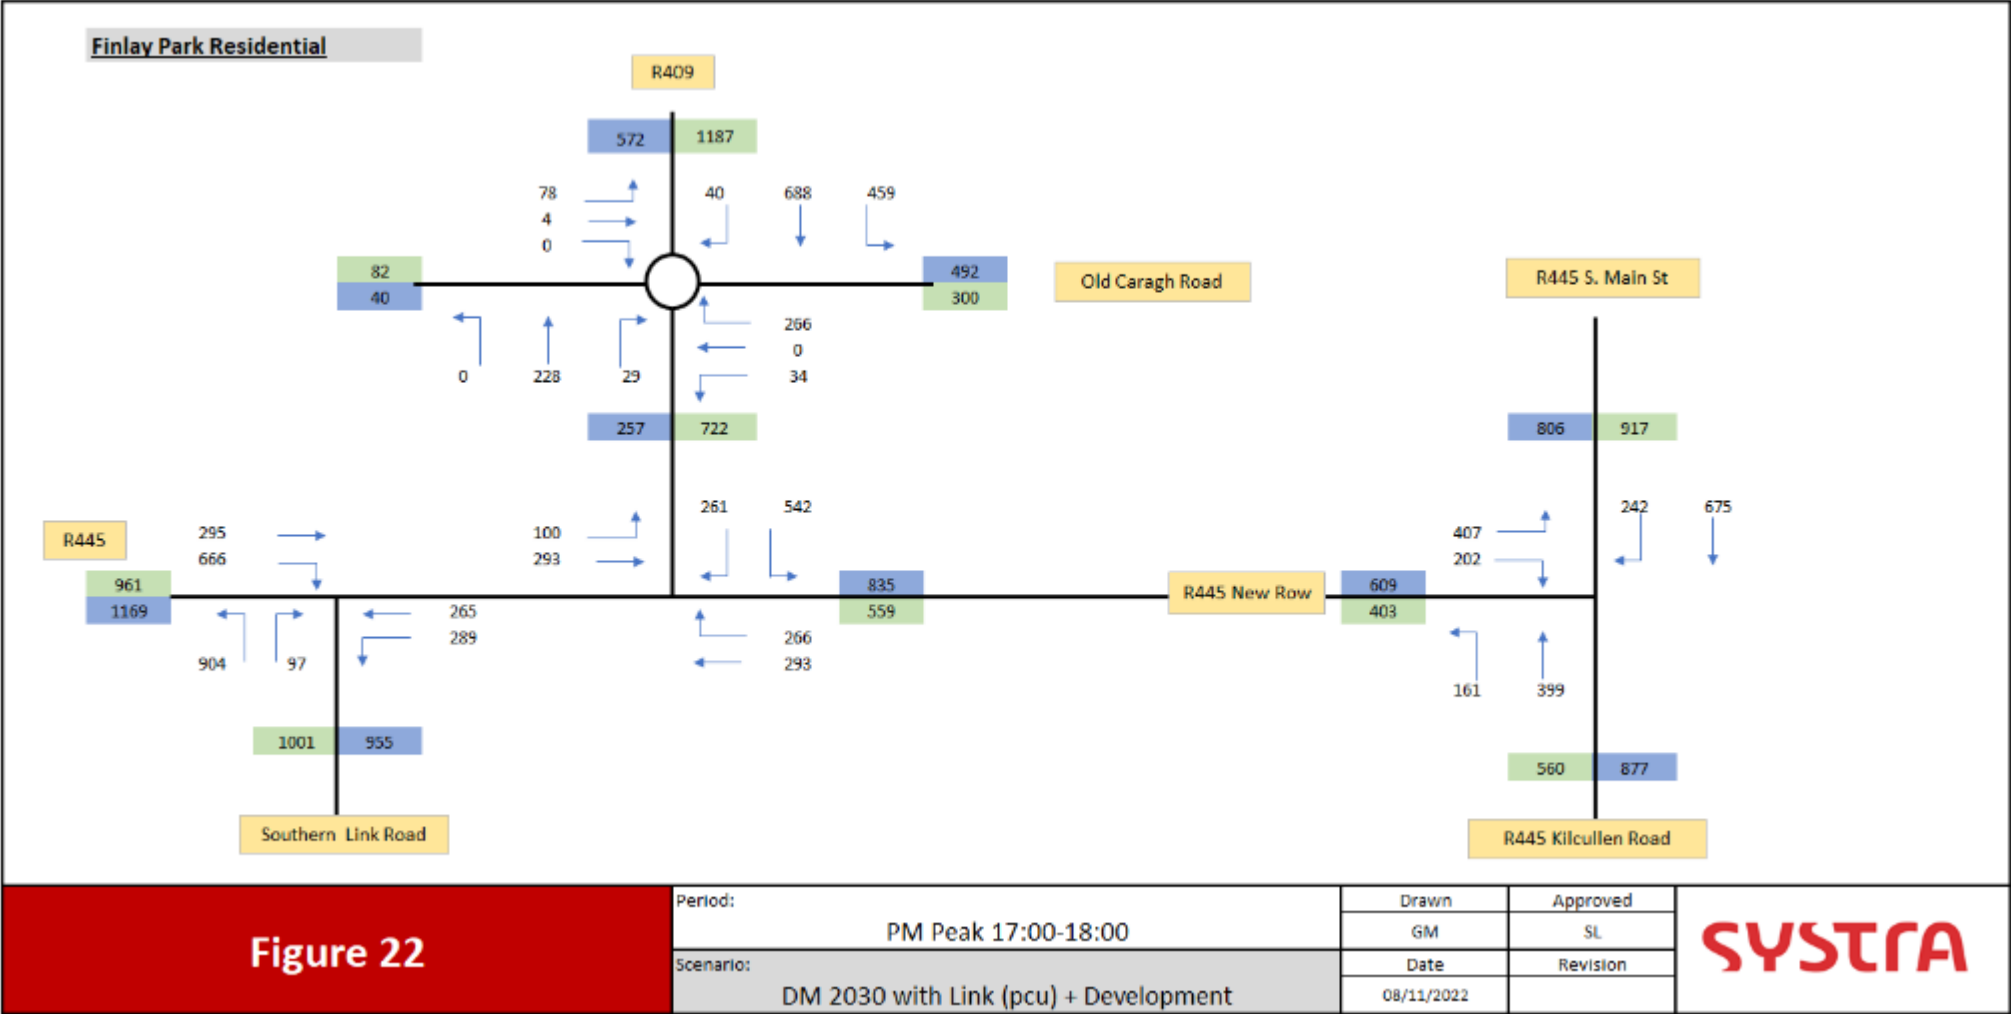 Finlay Park Residential
R409
572 1187
78 40 688 459
4
0
82 492
40 300
Old Caragh Road
R445 S. Main St
266
0
0 228 29 34
257 722
806 917
261 542
242 675
R445
295 100 407
666 293 202
961 835 609
1169 559 403
R445 New Row
265 266
289 293
904 97
161 399
1001 955
560 877
Southern Link Road
R445 Kilcullen Road
Figure 22
Period:
PM Peak 17:00-18:00
Scenario:
DM 2030 with Link (pcu) + Development
Drawn Approved
GM SL
Date Revision
08/11/2022
SYSTRA